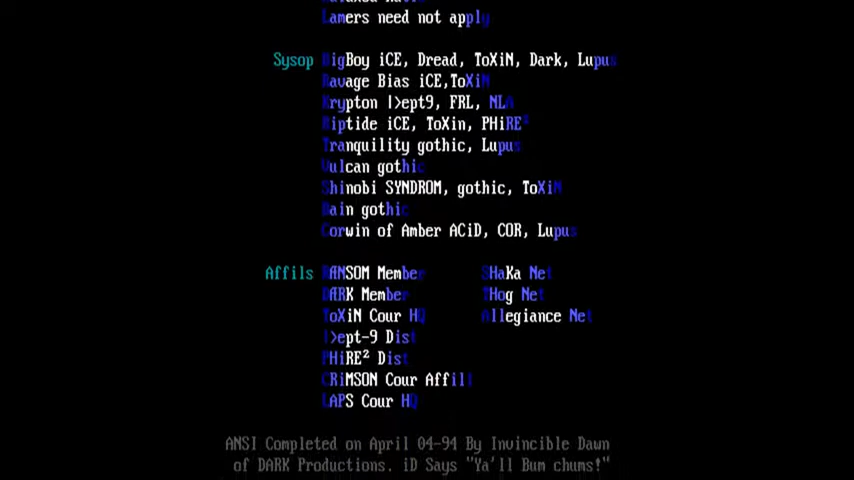 Lamers need not apply
Sysop BigBoy iCE, Dread, ToXiN, Dark, Lupus
Ravage Bias iCE,ToXiN
Krypton |>ept9, FRL, NLA
Riptide iCE, ToXin, PHiRE²
Tranquility gothic, Lupus
Vulcan gothic
Shinobi SYNDROM, gothic, ToXiN
Rain gothic
Corwin of Amber ACiD, COR, Lupus
Affils RANSOM Member SHaKa Net
DARK Member THog Net
ToXiN Cour HQ Allegiance Net
|>ept-9 Dist
PHiRE² Dist
CRiMSON Cour Affil
LAPS Cour HQ
ANSI Completed on April 04-94 By Invincible Dawn
of DARK Productions. iD Says "Ya'll Bum chums!"